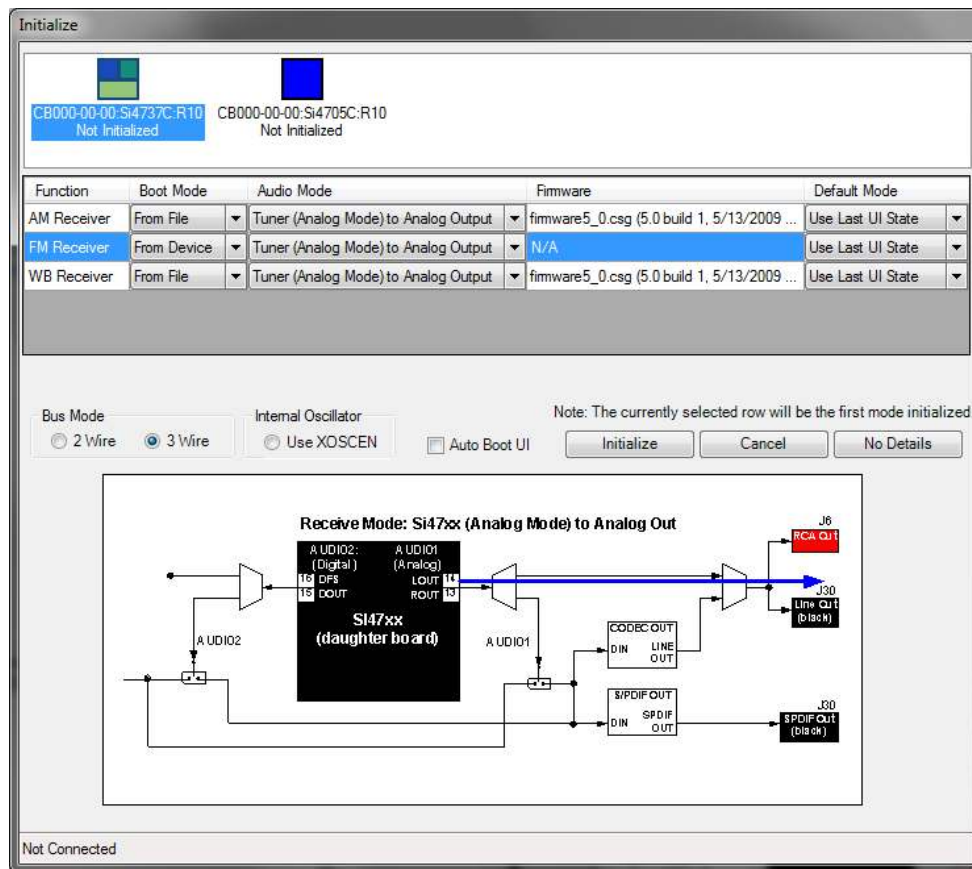 Initialize
CB000-00-00:Si4737C:R10
Not Initialized
CB000-00-00:Si4705C:R10
Not Initialized
Function Boot Mode Audio Mode Firmware Default Mode
AM Receiver From File Tuner (Analog Mode) to Analog Output firmware5_0.csg (5.0 build 1, 5/13/2009 ... Use Last UI State
FM Receiver From Device Tuner (Analog Mode) to Analog Output N/A Use Last UI State
WB Receiver From File Tuner (Analog Mode) to Analog Output firmware5_0.csg (5.0 build 1, 5/13/2009 ... Use Last UI State
Note: The currently selected row will be the first mode initialized
Bus Mode
2 Wire 3 Wire
Internal Oscillator
Use XOSCEN
Auto Boot UI
Initialize Cancel No Details
Receive Mode: Si47xx (Analog Mode) to Analog Out
AUDIO2:
(Digital)
AUDIO1
(Analog)
16 DFS
15 DOUT
LOUT 14
ROUT 13
SI47xx
(daughter board)
J6
RCA Out
J30
Line Out
(black)
AUDIO2
AUDIO1
CODEC OUT
DIN LINE
OUT
S/PDIF OUT
DIN SPDIF
OUT
J30
SPDIF Out
(black)
Not Connected